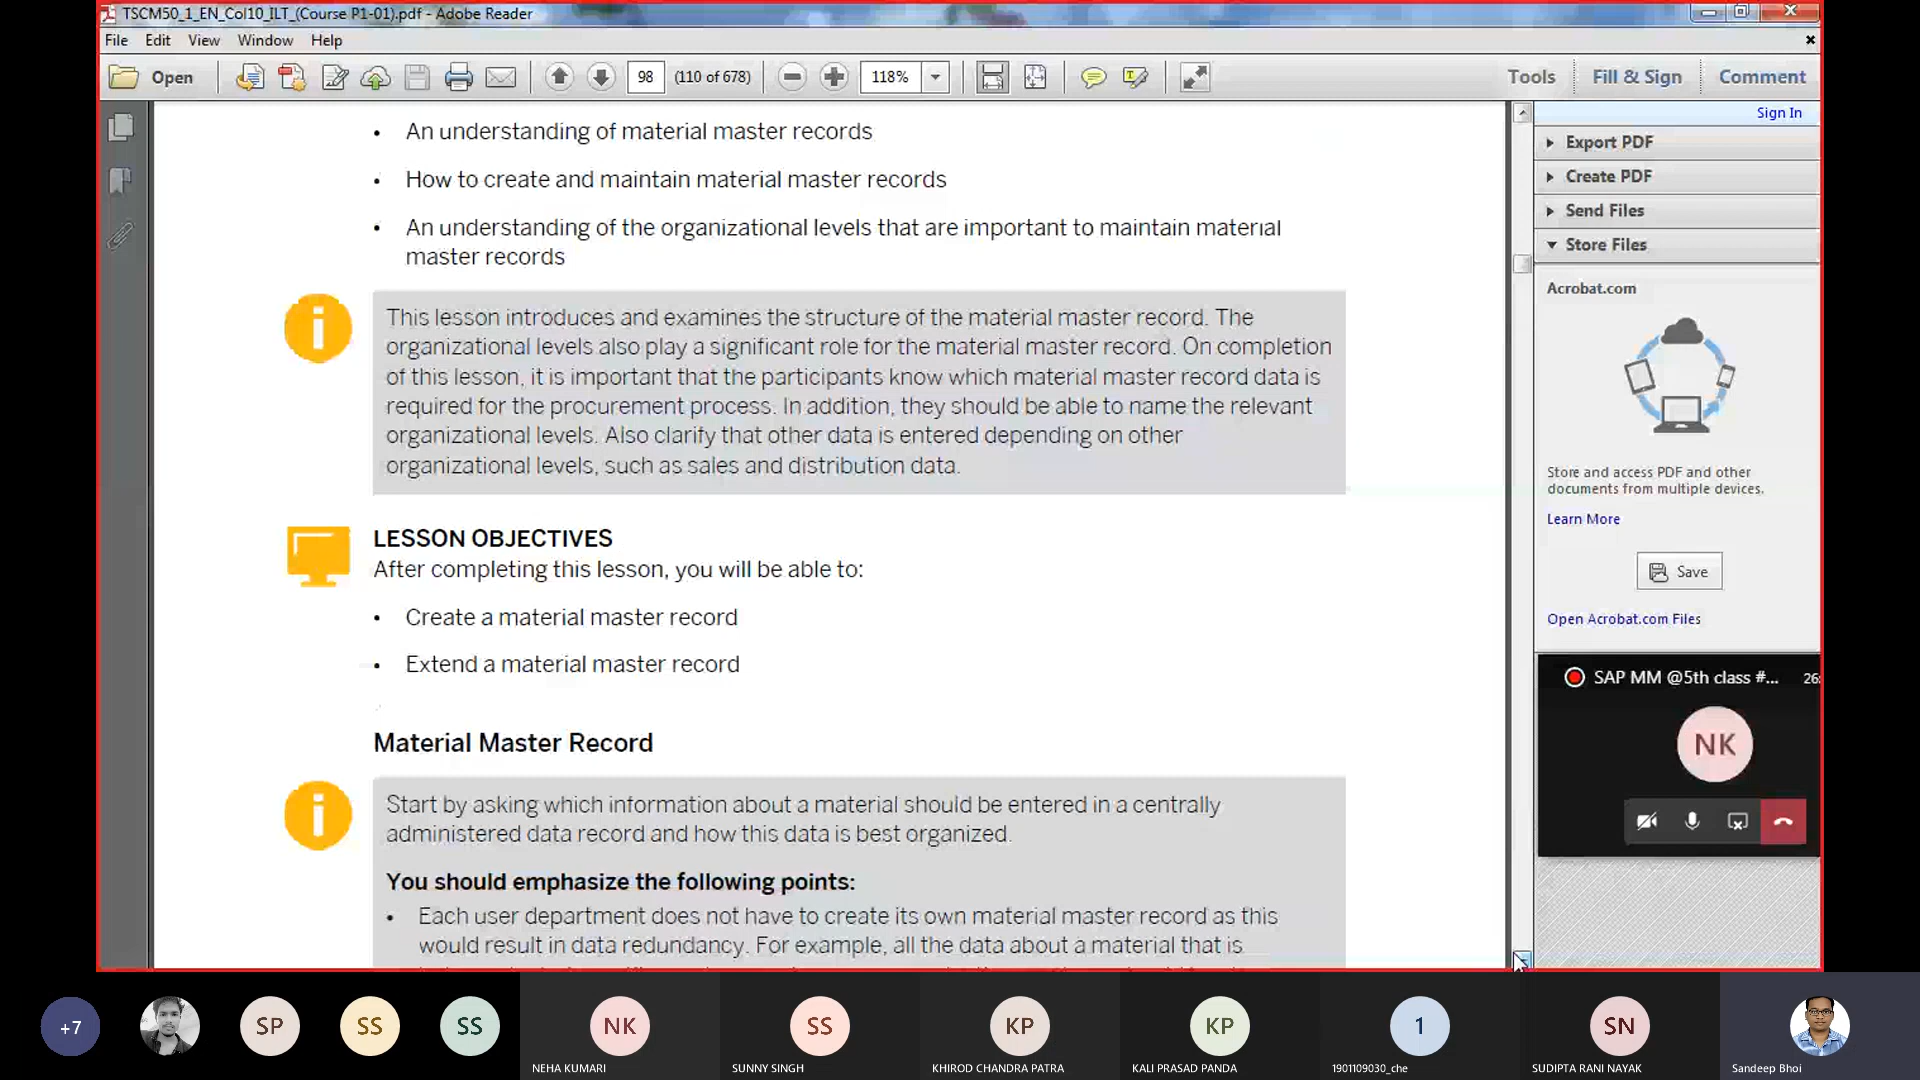 TSCM50_1_EN_Col10_ILT_(Course P1-01).pdf - Adobe Reader
File Edit View Window Help
Open 98 (110 of 678) 118% Tools Fill & Sign Comment
Sign In
Export PDF
Create PDF
Send Files
Store Files
Acrobat.com
Store and access PDF and other
documents from multiple devices.
Learn More
Save
Open Acrobat.com Files
• An understanding of material master records
• How to create and maintain material master records
• An understanding of the organizational levels that are important to maintain material
master records
This lesson introduces and examines the structure of the material master record. The
organizational levels also play a significant role for the material master record. On completion
of this lesson, it is important that the participants know which material master record data is
required for the procurement process. In addition, they should be able to name the relevant
organizational levels. Also clarify that other data is entered depending on other
organizational levels, such as sales and distribution data.
LESSON OBJECTIVES
After completing this lesson, you will be able to:
• Create a material master record
• Extend a material master record
Material Master Record
Start by asking which information about a material should be entered in a centrally
administered data record and how this data is best organized.
You should emphasize the following points:
• Each user department does not have to create its own material master record as this
would result in data redundancy. For example, all the data about a material that is
SAP MM @5th class #... 26:
NK
+7 SP SS SS NK SS KP KP 1 SN
NEHA KUMARI SUNNY SINGH KHIROD CHANDRA PATRA KALI PRASAD PANDA 1901109030_che SUDIPTA RANI NAYAK Sandeep Bhoi